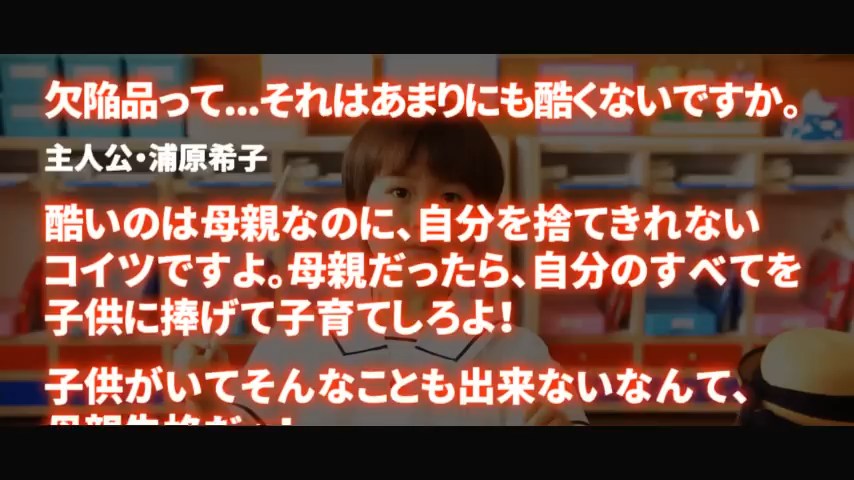 欠陥品って...それはあまりにも酷くないですか。
主人公・浦原希子
酷いのは母親なのに、自分を捨てきれない
コイツですよ。母親だったら、自分のすべてを
子供に捧げて子育てしろよ!
子供がいてそんなことも出来ないなんて、